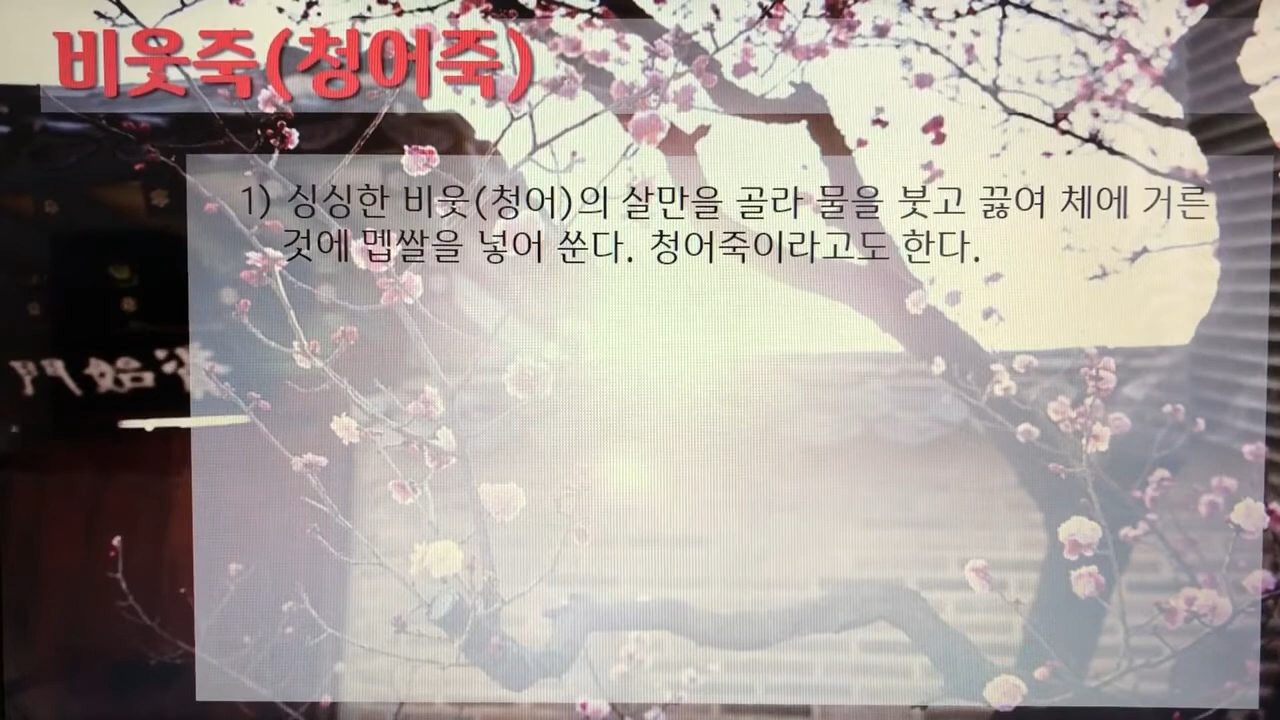 비웃죽(청어죽)
1) 싱싱한 비웃(청어)의 살만을 골라 물을 붓고 끓여 체에 거른
것에 멥쌀을 넣어 쑨다. 청어죽이라고도 한다.
門始